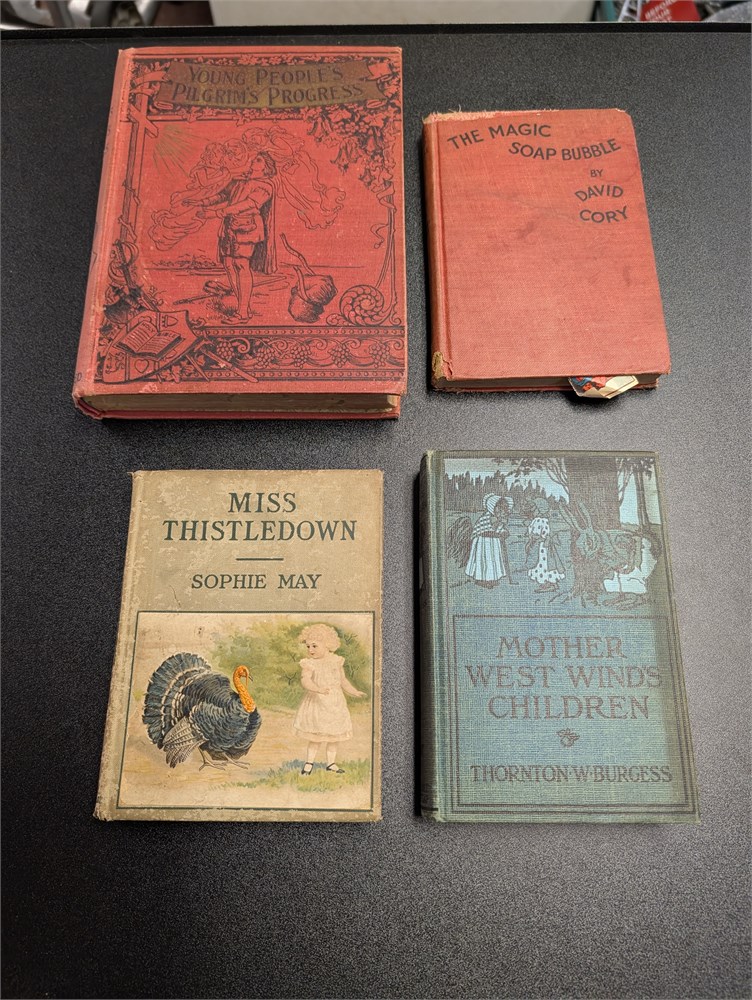 YOUNG PEOPLE'S
PILGRIM'S PROGRESS
THE MAGIC
SOAP BUBBLE
BY
DAVID
CORY
MISS
THISTLEDOWN
SOPHIE MAY
MOTHER
WEST WIND'S
CHILDREN
THORNTON·W·BURGESS